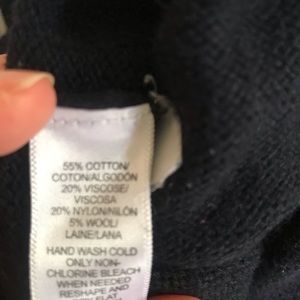 55% COTTON/
COTON/ALGODÓN
20% VISCOSE/
VISCOSA
20% NYLON/NILÓN
5% WOOL/
LAINE/LANA
HAND WASH COLD
ONLY NON-
CHLORINE BLEACH
WHEN NEEDED
RESHAPE AND
FLAT